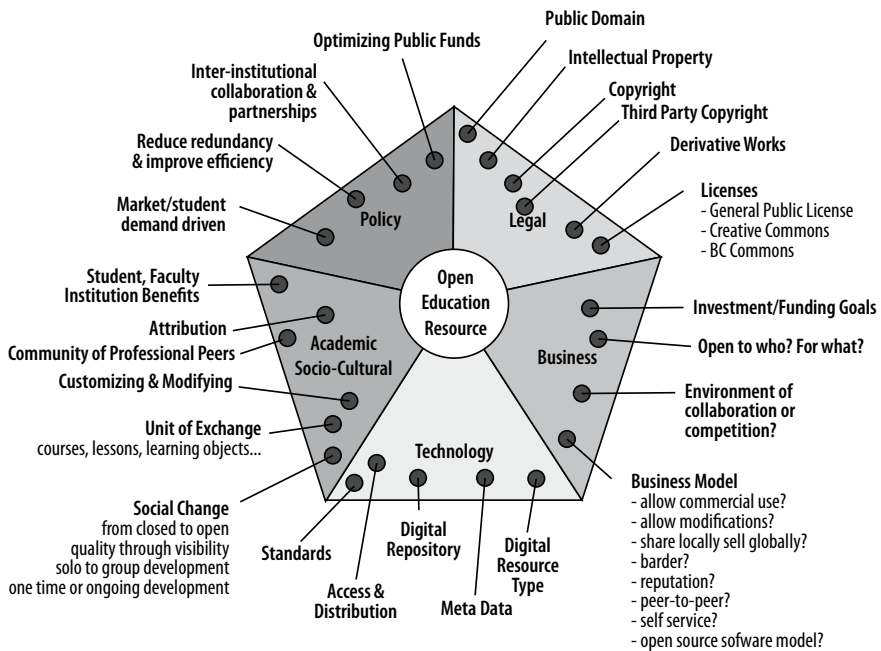 Public Domain
Optimizing Public Funds
Intellectual Property
Inter-institutional
collaboration &
partnerships
Copyright
Third Party Copyright
Reduce redundancy
& improve efficiency
Derivative Works
Market/student
demand driven
Licenses
- General Public License
- Creative Commons
- BC Commons
Policy
Legal
Open
Education
Resource
Student, Faculty
Institution Benefits
Attribution
Community of Professional Peers
Customizing & Modifying
Unit of Exchange
courses, lessons, learning objects...
Social Change
from closed to open
quality through visibility
solo to group development
one time or ongoing development
Academic
Socio-Cultural
Business
Investment/Funding Goals
Open to who? For what?
Environment of
collaboration or
competition?
Business Model
- allow commercial use?
- allow modifications?
- share locally sell globally?
- barder?
- reputation?
- peer-to-peer?
- self service?
- open source sofware model?
Technology
Standards
Access &
Distribution
Digital
Repository
Meta Data
Digital
Resource
Type